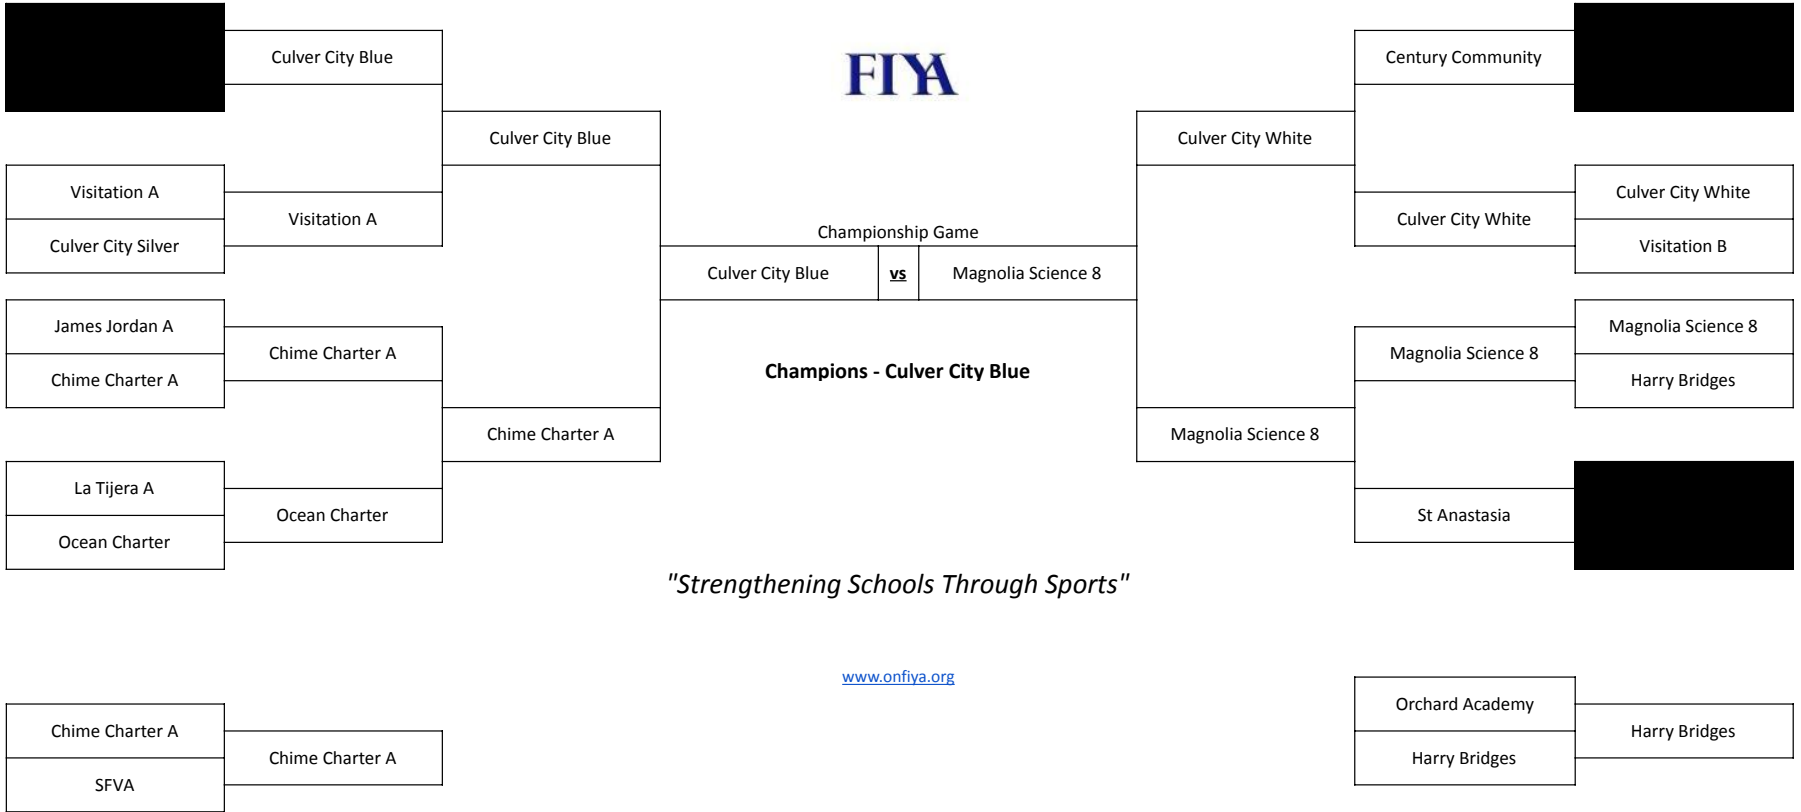 Culver City Blue
FIYA
Century Community
Culver City Blue
Culver City White
Visitation A
Culver City White
Visitation A
Culver City White
Culver City Silver
Championship Game
Visitation B
Culver City Blue
vs
Magnolia Science 8
James Jordan A
Magnolia Science 8
Chime Charter A
Magnolia Science 8
Chime Charter A
Champions - Culver City Blue
Harry Bridges
Chime Charter A
Magnolia Science 8
La Tijera A
Ocean Charter
St Anastasia
Ocean Charter
"Strengthening Schools Through Sports"
www.onfiya.org
Orchard Academy
Chime Charter A
Harry Bridges
Chime Charter A
Harry Bridges
SFVA